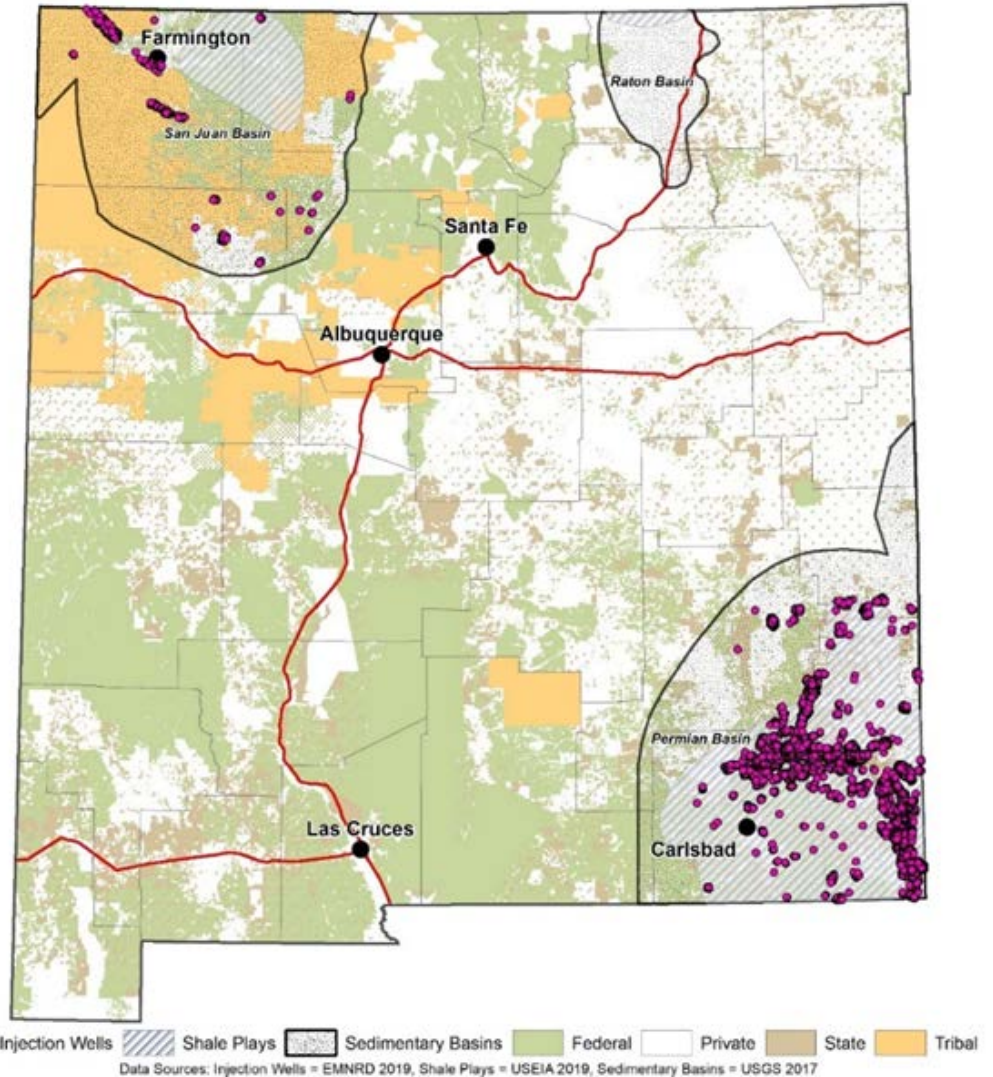 Farmington
Raton Basin
San Juan Basin
Santa Fe
Albuquerque
Permian Basin
Las Cruces
Carlsbad
Injection Wells Shale Plays Sedimentary Basins Federal Private State Tribal
Data Sources: Injection Wells = EMNRD 2019, Shale Plays = USEIA 2019, Sedimentary Basins = USGS 2017